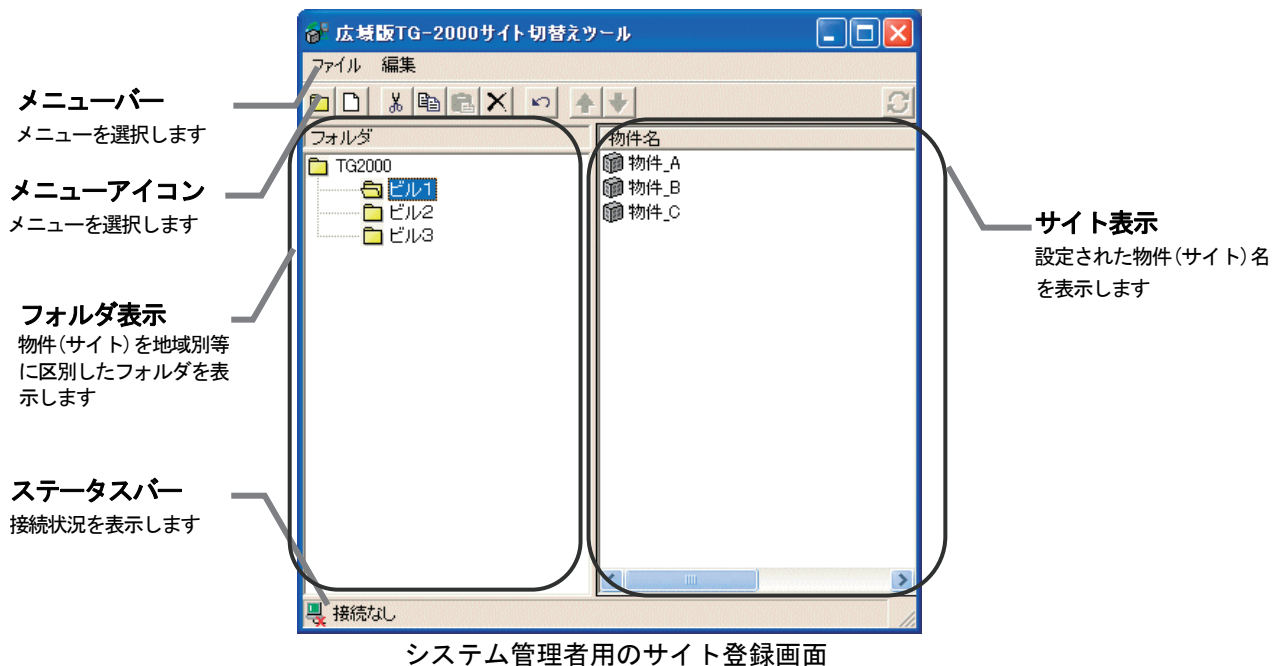 広域版TG-2000サイト切替えツール
ファイル 編集
メニューバー
メニューを選択します
メニューアイコン
メニューを選択します
フォルダ表示
物件(サイト)を地域別等
に区別したフォルダを表
示します
ステータスバー
接続状況を表示します
フォルダ
TG2000
ビル1
ビル2
ビル3
物件名
物件_A
物件_B
物件_C
サイト表示
設定された物件(サイト)名
を表示します
接続なし
システム管理者用のサイト登録画面